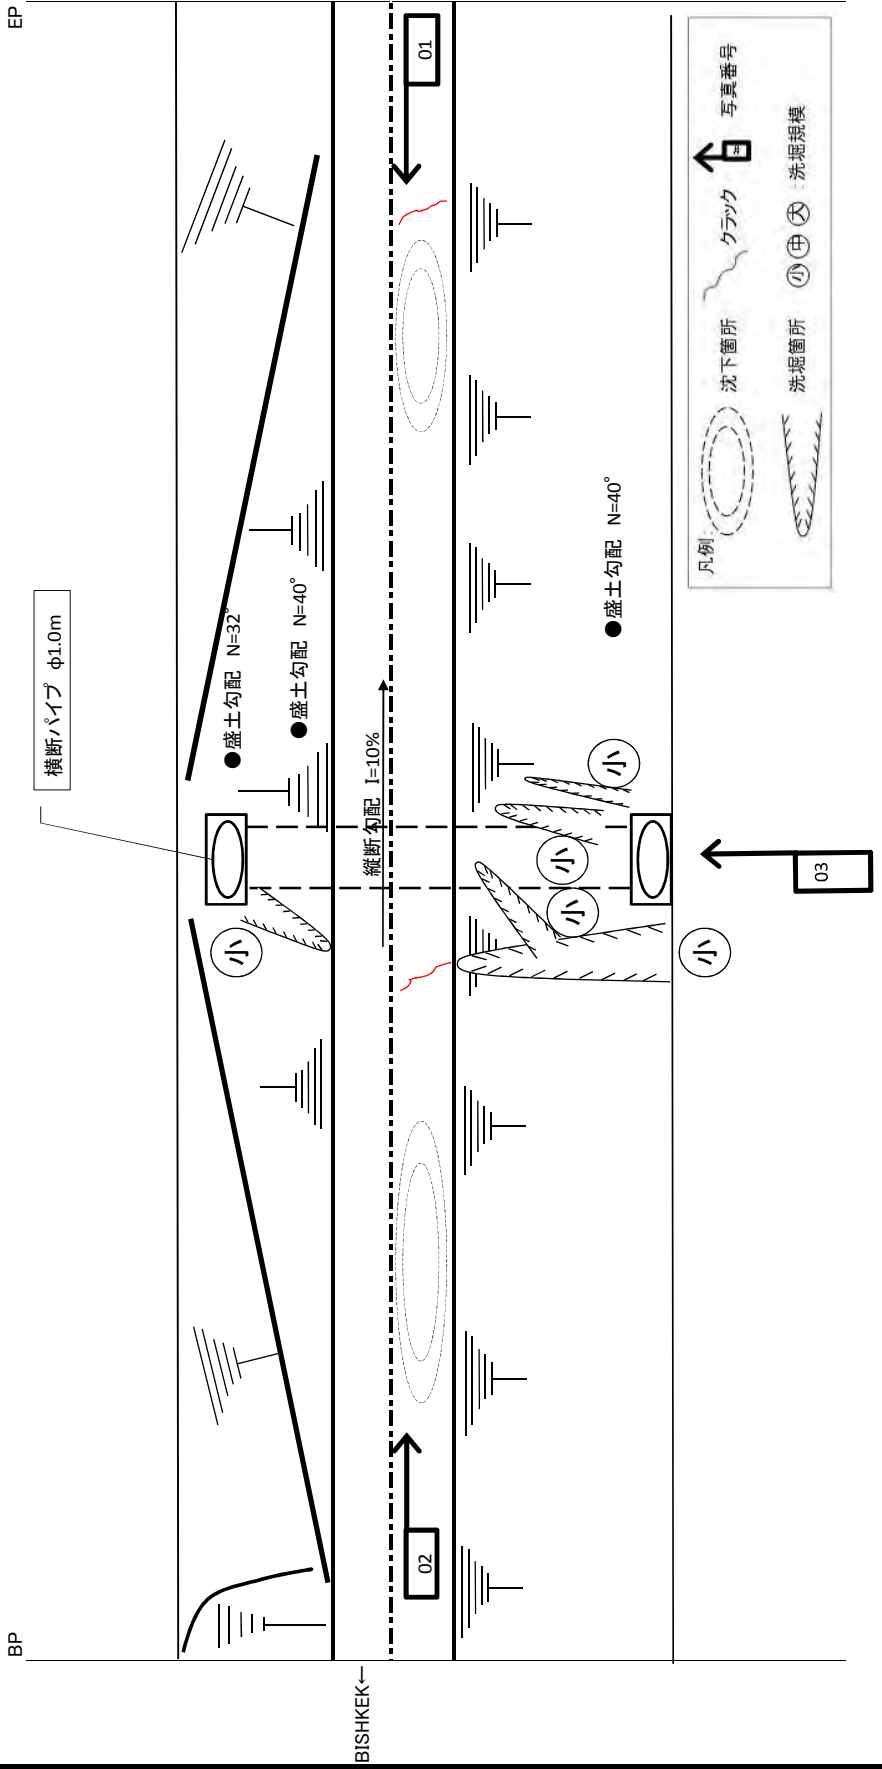 BP
EP
横断パイプ φ1.0m
●盛土勾配 N=32°
●盛土勾配 N=40°
縦断勾配 I=10%
BISHKEK←
02
01
小
小
小
小
小
●盛土勾配 N=40°
03
凡例:
沈下箇所
クラック
#
写真番号
洗堀箇所
小 中 大 : 洗堀規模